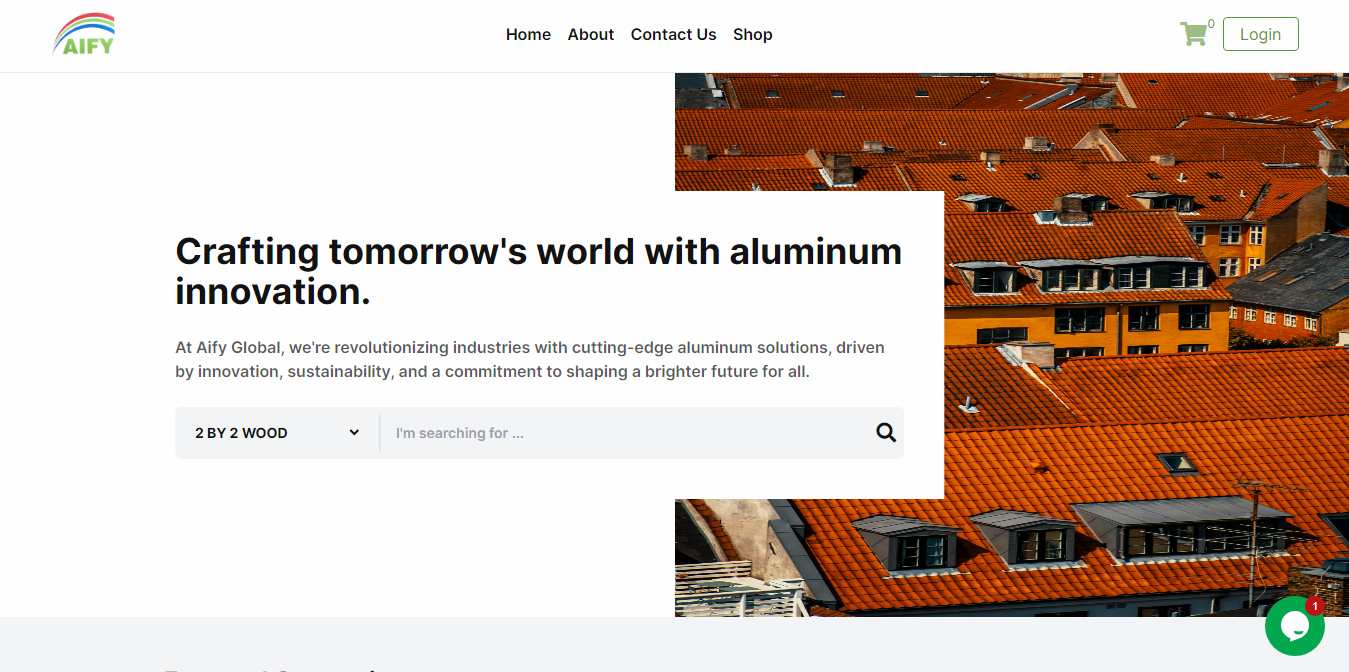 AIFY
Home About Contact Us Shop
0
Login
Crafting tomorrow's world with aluminum
innovation.
At Aify Global, we're revolutionizing industries with cutting-edge aluminum solutions, driven
by innovation, sustainability, and a commitment to shaping a brighter future for all.
2 BY 2 WOOD
I'm searching for ...
1